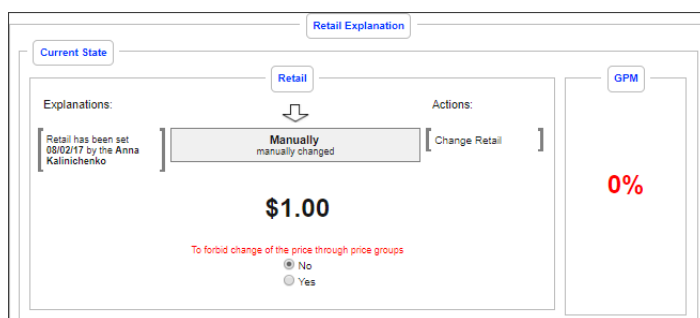 Retail Explanation
Current State
Retail
GPM
Explanations:
Actions:
Retail has been set
08/02/17 by the Anna
Kalinichenko
Manually
manually changed
Change Retail
$1.00
0%
To forbid change of the price through price groups
No
Yes